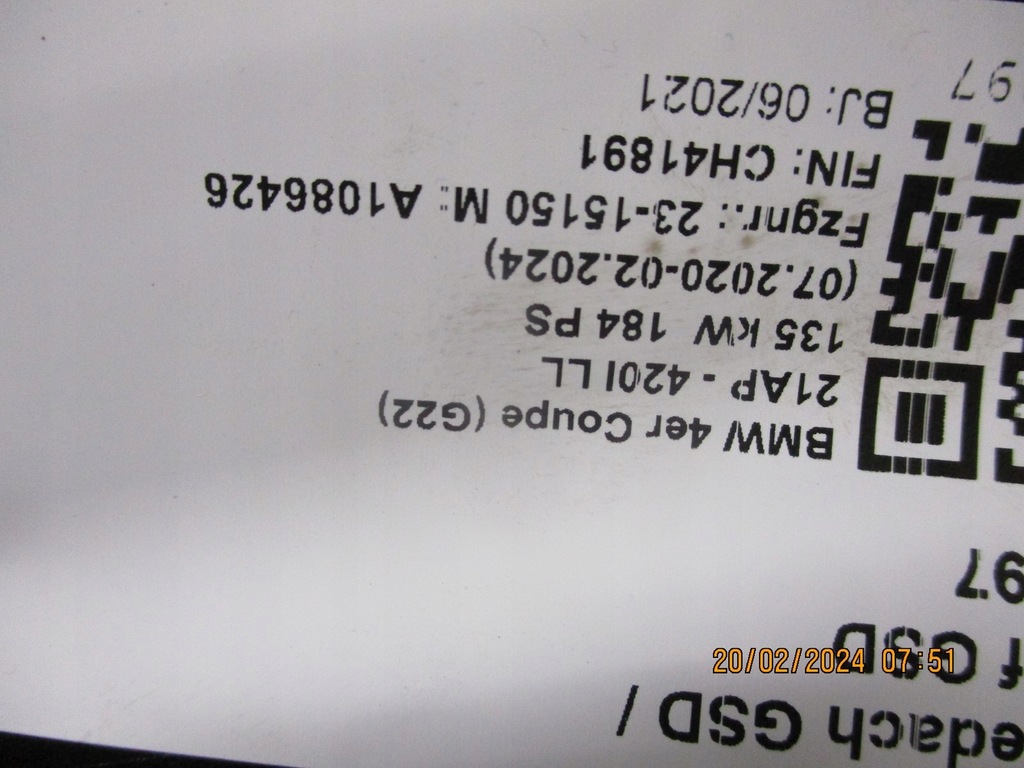 edach GSD /
f GSD
97
BMW 4er Coupe (G22)
21AP - 420I LL
135 kW 184 PS
(07.2020-02.2024)
Fzgnr.: 23-15150 M: A1086426
FIN: CH41891
BJ: 06/2021
97
20/02/2024 07:51